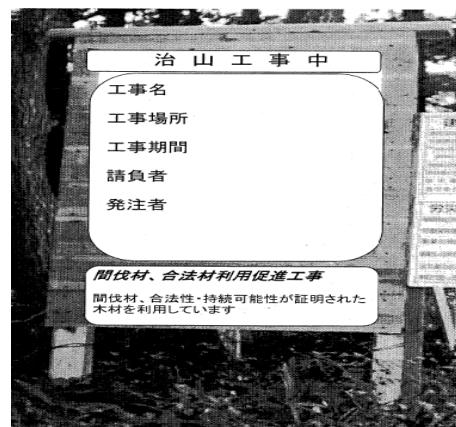 治山工事中
工事名
工事場所
工事期間
請負者
発注者
間伐材、合法材利用促進工事
間伐材、合法性・持続可能性が証明された
木材を利用しています